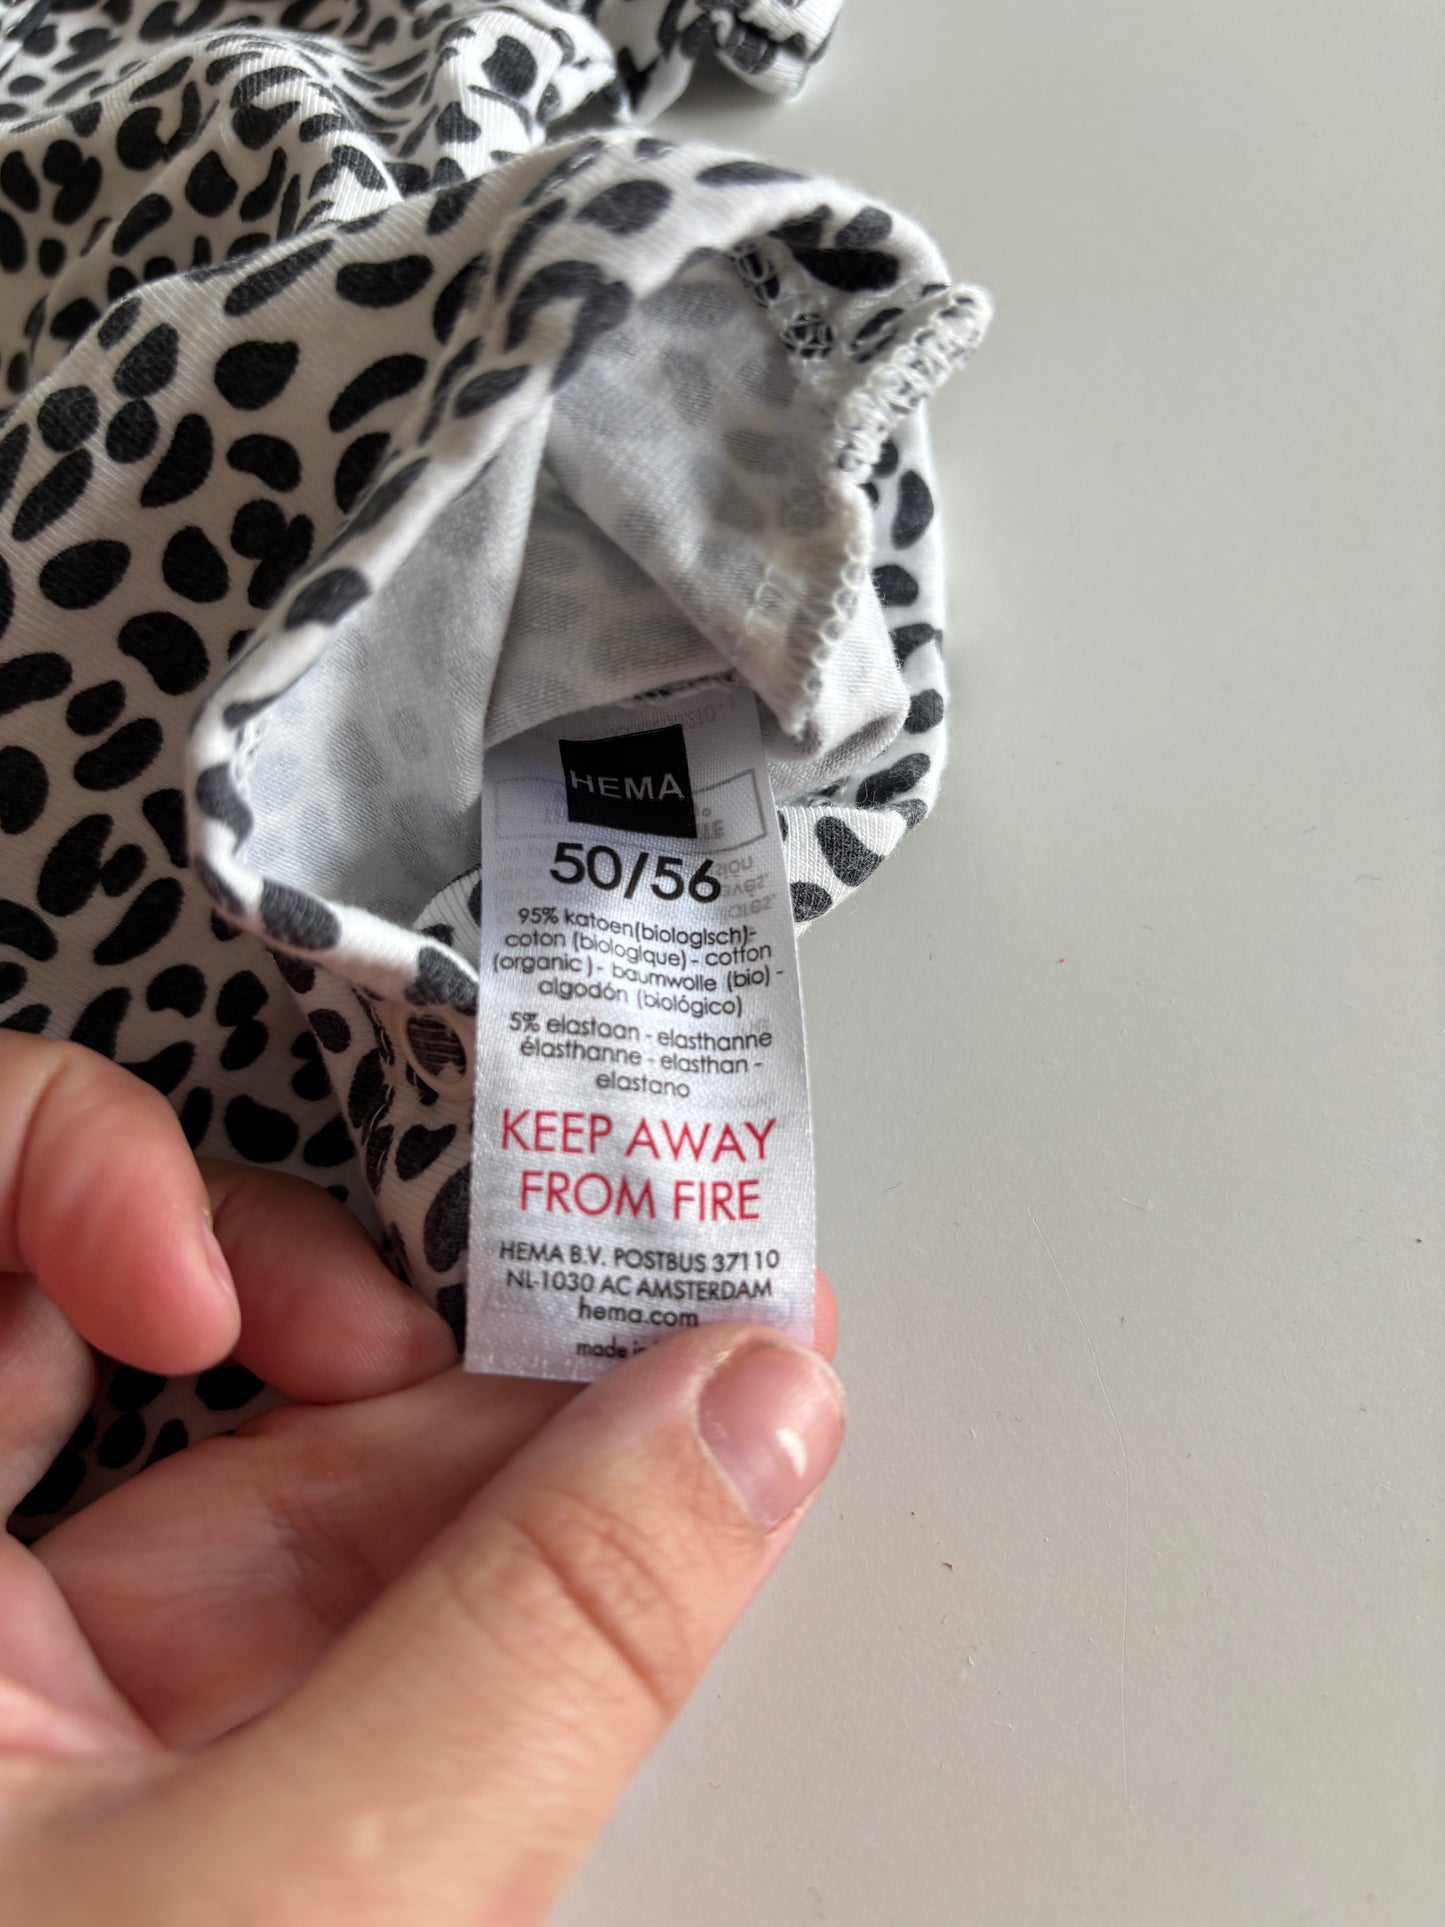 HEMA
50/56
95% katoen(biologisch)-
coton (biologique) - cotton
(organic) - baumwolle (bio) -
algodón (biológico)
5% elastaan - elasthanne
élasthanne - elasthan -
elastano
KEEP AWAY
FROM FIRE
HEMA B.V. POSTBUS 37110
NL-1030 AC AMSTERDAM
hema.com
made